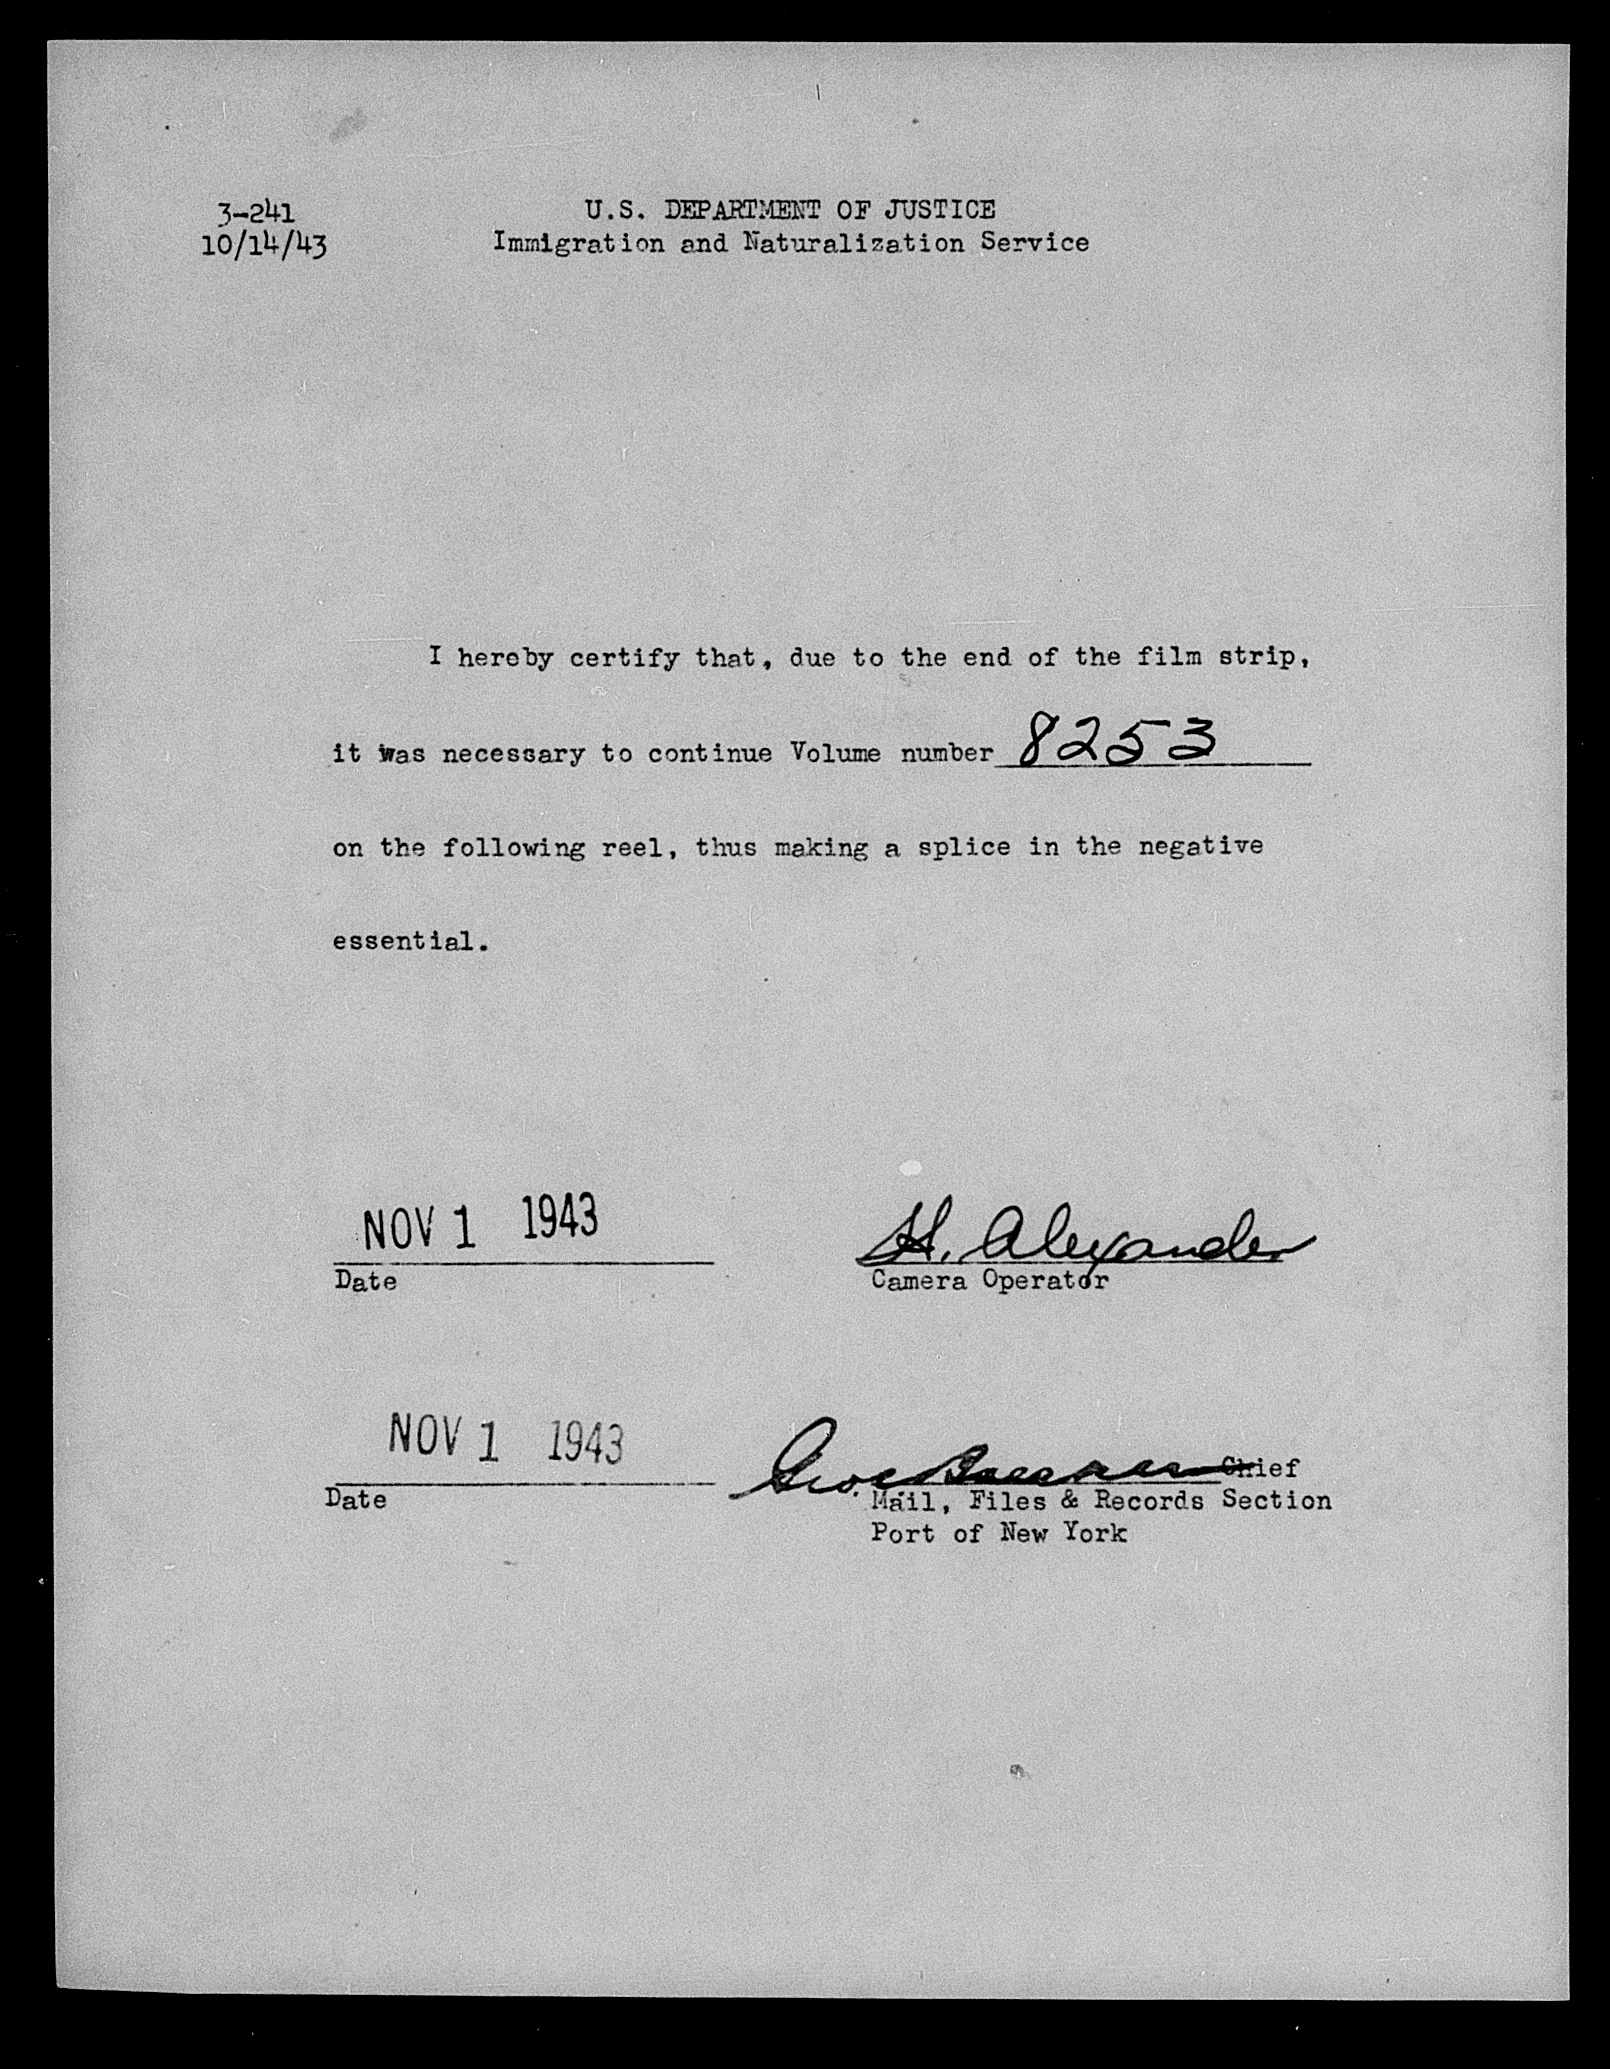 3-241
10/14/43
U.S. DEPARTMENT OF JUSTICE
Immigration and Naturalization Service
I hereby certify that, due to the end of the film strip,
it was necessary to continue Volume number 8253
on the following reel, thus making a splice in the negative
essential.
NOV 1 1943
H. Alexander
Date
Camera Operator
NOV 1 1943
Chief
Date
Mail, Files & Records Section
Port of New York